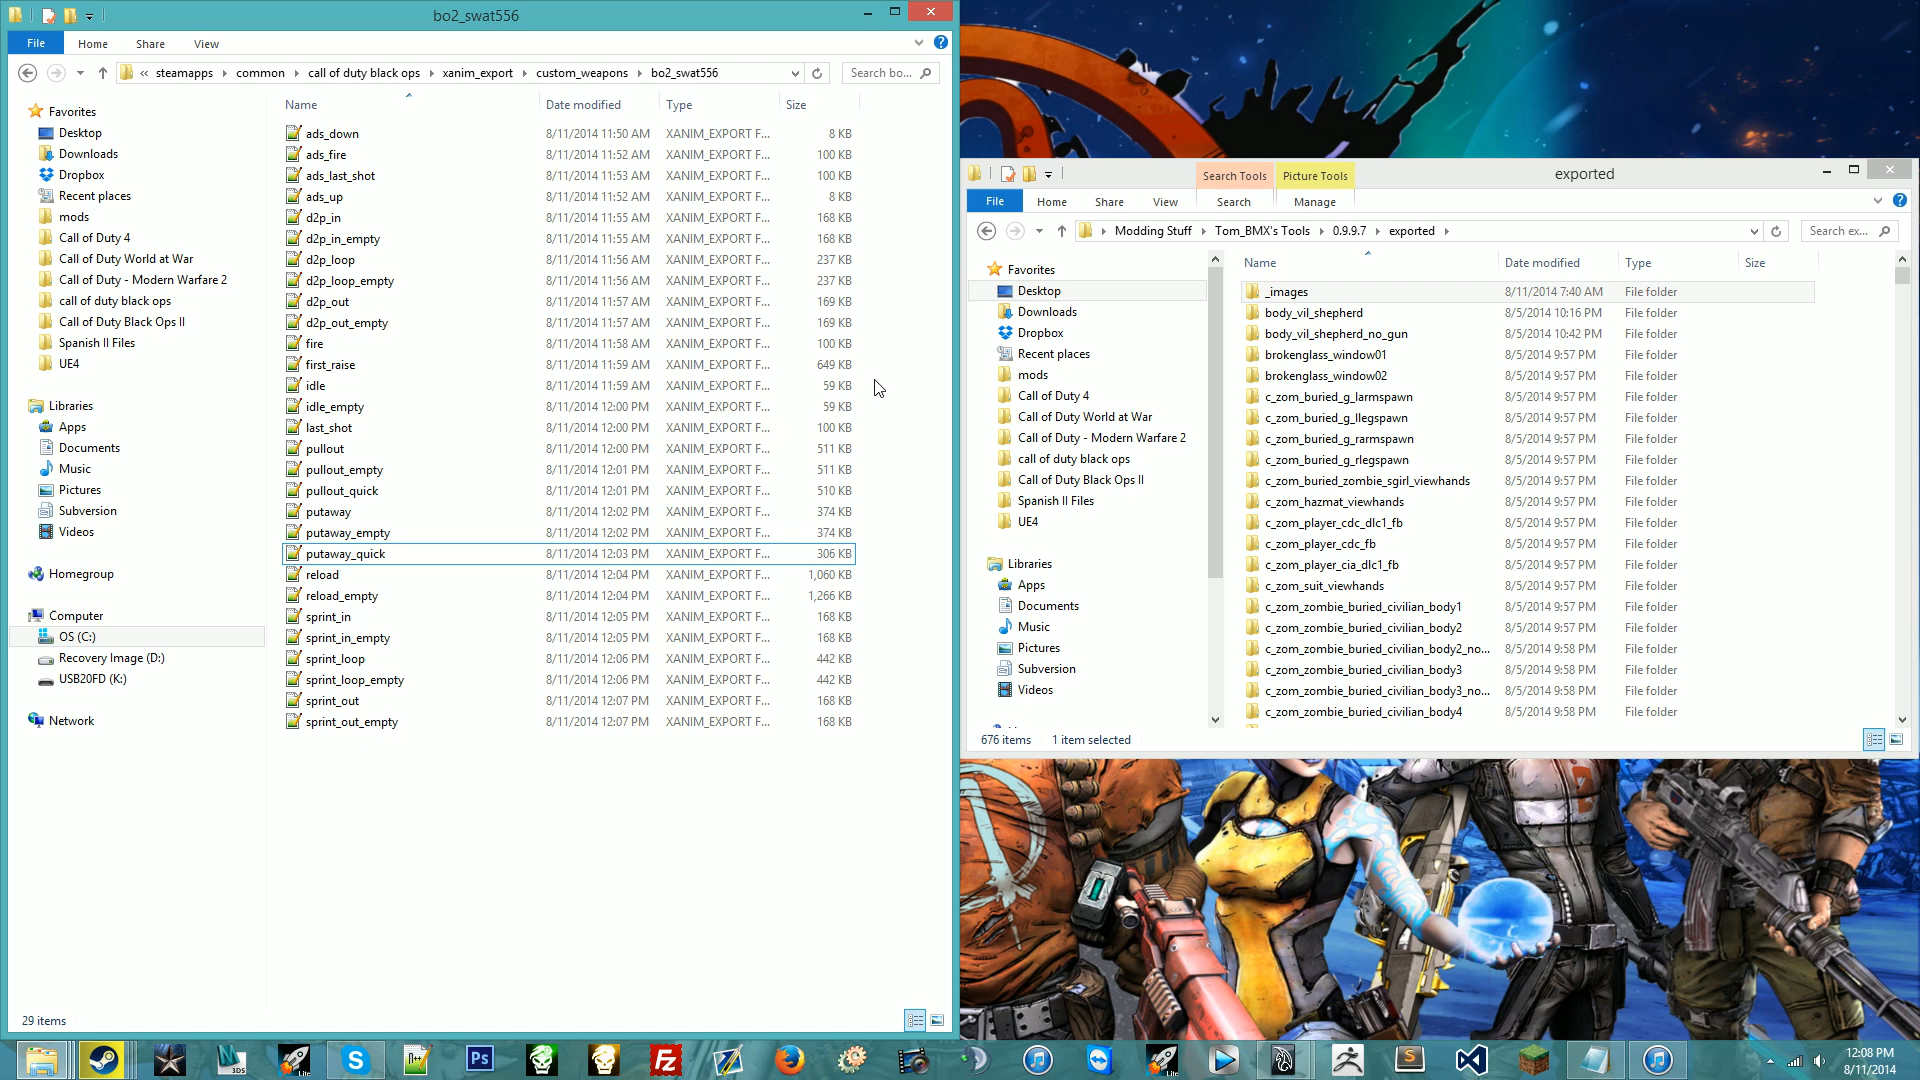 bo2_swat556
File Home Share View
« steamapps common call of duty black ops xanim_export custom_weapons bo2_swat556 Search bo...
Name Date modified Type Size
Favorites
Desktop
Downloads
Dropbox
Recent places
mods
Call of Duty 4
Call of Duty World at War
Call of Duty - Modern Warfare 2
call of duty black ops
Call of Duty Black Ops II
Spanish II Files
UE4
Libraries
Apps
Documents
Music
Pictures
Subversion
Videos
Homegroup
Computer
OS (C:)
Recovery Image (D:)
USB20FD (K:)
Network
ads_down 8/11/2014 11:50 AM XANIM_EXPORT F... 8 KB
ads_fire 8/11/2014 11:52 AM XANIM_EXPORT F... 100 KB
ads_last_shot 8/11/2014 11:53 AM XANIM_EXPORT F... 100 KB
ads_up 8/11/2014 11:52 AM XANIM_EXPORT F... 8 KB
d2p_in 8/11/2014 11:55 AM XANIM_EXPORT F... 168 KB
d2p_in_empty 8/11/2014 11:55 AM XANIM_EXPORT F... 168 KB
d2p_loop 8/11/2014 11:56 AM XANIM_EXPORT F... 237 KB
d2p_loop_empty 8/11/2014 11:56 AM XANIM_EXPORT F... 237 KB
d2p_out 8/11/2014 11:57 AM XANIM_EXPORT F... 169 KB
d2p_out_empty 8/11/2014 11:57 AM XANIM_EXPORT F... 169 KB
fire 8/11/2014 11:58 AM XANIM_EXPORT F... 100 KB
first_raise 8/11/2014 11:59 AM XANIM_EXPORT F... 649 KB
idle 8/11/2014 11:59 AM XANIM_EXPORT F... 59 KB
idle_empty 8/11/2014 12:00 PM XANIM_EXPORT F... 59 KB
last_shot 8/11/2014 12:00 PM XANIM_EXPORT F... 100 KB
pullout 8/11/2014 12:00 PM XANIM_EXPORT F... 511 KB
pullout_empty 8/11/2014 12:01 PM XANIM_EXPORT F... 511 KB
pullout_quick 8/11/2014 12:01 PM XANIM_EXPORT F... 510 KB
putaway 8/11/2014 12:02 PM XANIM_EXPORT F... 374 KB
putaway_empty 8/11/2014 12:02 PM XANIM_EXPORT F... 374 KB
putaway_quick 8/11/2014 12:03 PM XANIM_EXPORT F... 306 KB
reload 8/11/2014 12:04 PM XANIM_EXPORT F... 1,060 KB
reload_empty 8/11/2014 12:04 PM XANIM_EXPORT F... 1,266 KB
sprint_in 8/11/2014 12:05 PM XANIM_EXPORT F... 168 KB
sprint_in_empty 8/11/2014 12:05 PM XANIM_EXPORT F... 168 KB
sprint_loop 8/11/2014 12:06 PM XANIM_EXPORT F... 442 KB
sprint_loop_empty 8/11/2014 12:06 PM XANIM_EXPORT F... 442 KB
sprint_out 8/11/2014 12:07 PM XANIM_EXPORT F... 168 KB
sprint_out_empty 8/11/2014 12:07 PM XANIM_EXPORT F... 168 KB
29 items
Search Tools Picture Tools exported
File Home Share View Search Manage
Modding Stuff Tom_BMX's Tools 0.9.9.7 exported Search ex...
Name Date modified Type Size
Favorites
Desktop
Downloads
Dropbox
Recent places
mods
Call of Duty 4
Call of Duty World at War
Call of Duty - Modern Warfare 2
call of duty black ops
Call of Duty Black Ops II
Spanish II Files
UE4
Libraries
Apps
Documents
Music
Pictures
Subversion
Videos
_images 8/11/2014 7:40 AM File folder
body_vil_shepherd 8/5/2014 10:16 PM File folder
body_vil_shepherd_no_gun 8/5/2014 10:42 PM File folder
brokenglass_window01 8/5/2014 9:57 PM File folder
brokenglass_window02 8/5/2014 9:57 PM File folder
c_zom_buried_g_larmspawn 8/5/2014 9:57 PM File folder
c_zom_buried_g_llegspawn 8/5/2014 9:57 PM File folder
c_zom_buried_g_rarmspawn 8/5/2014 9:57 PM File folder
c_zom_buried_g_rlegspawn 8/5/2014 9:57 PM File folder
c_zom_buried_zombie_sgirl_viewhands 8/5/2014 9:57 PM File folder
c_zom_hazmat_viewhands 8/5/2014 9:57 PM File folder
c_zom_player_cdc_dlc1_fb 8/5/2014 9:57 PM File folder
c_zom_player_cdc_fb 8/5/2014 9:57 PM File folder
c_zom_player_cia_dlc1_fb 8/5/2014 9:57 PM File folder
c_zom_suit_viewhands 8/5/2014 9:57 PM File folder
c_zom_zombie_buried_civilian_body1 8/5/2014 9:57 PM File folder
c_zom_zombie_buried_civilian_body2 8/5/2014 9:57 PM File folder
c_zom_zombie_buried_civilian_body2_no... 8/5/2014 9:58 PM File folder
c_zom_zombie_buried_civilian_body3 8/5/2014 9:58 PM File folder
c_zom_zombie_buried_civilian_body3_no... 8/5/2014 9:58 PM File folder
c_zom_zombie_buried_civilian_body4 8/5/2014 9:58 PM File folder
676 items 1 item selected
3DS Lite Ps Fz Lite
12:08 PM
8/11/2014